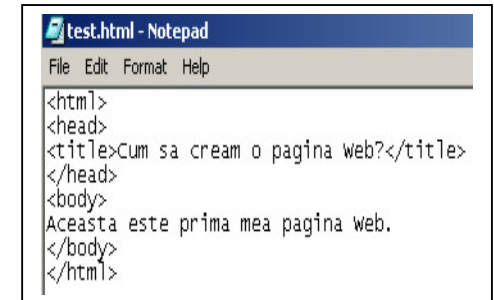 test.html - Notepad
File Edit Format Help
<html>
<head>
<title>Cum sa cream o pagina Web?</title>
</head>
<body>
Aceasta este prima mea pagina Web.
</body>
</html>